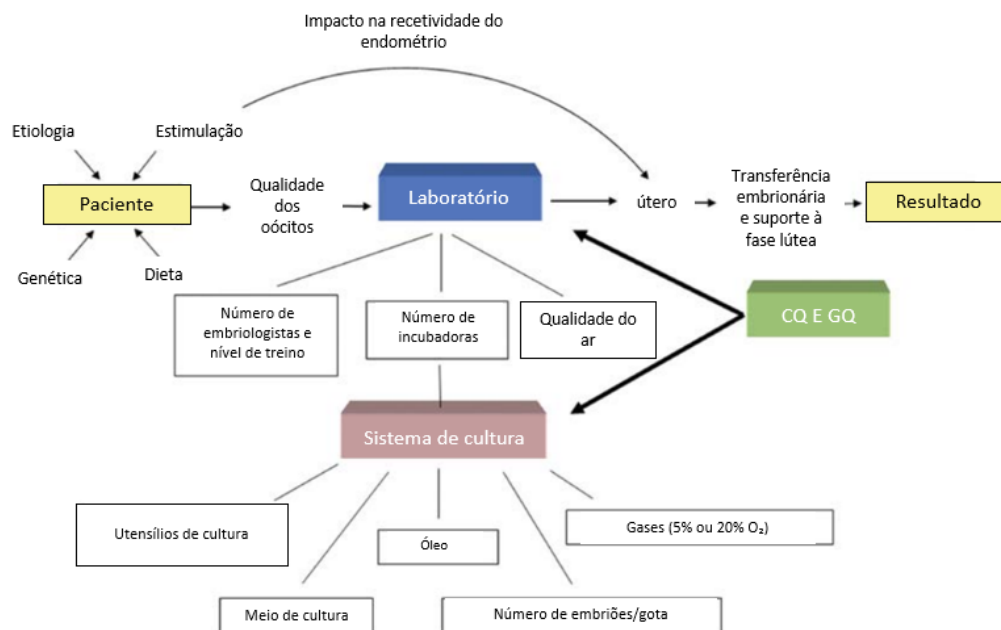 Impacto na recetividade do
endométrio
Etiologia
Estimulação
Paciente
Qualidade
dos
oócitos
Laboratório
útero
Transferência
embrionária
e suporte à
fase lútea
Resultado
Genética
Dieta
Número de
embriologistas e
nível de treino
Número de
incubadoras
Qualidade do
ar
CQ E GQ
Sistema de cultura
Utensílios de cultura
Óleo
Gases (5% ou 20% O₂)
Meio de cultura
Número de embriões/gota